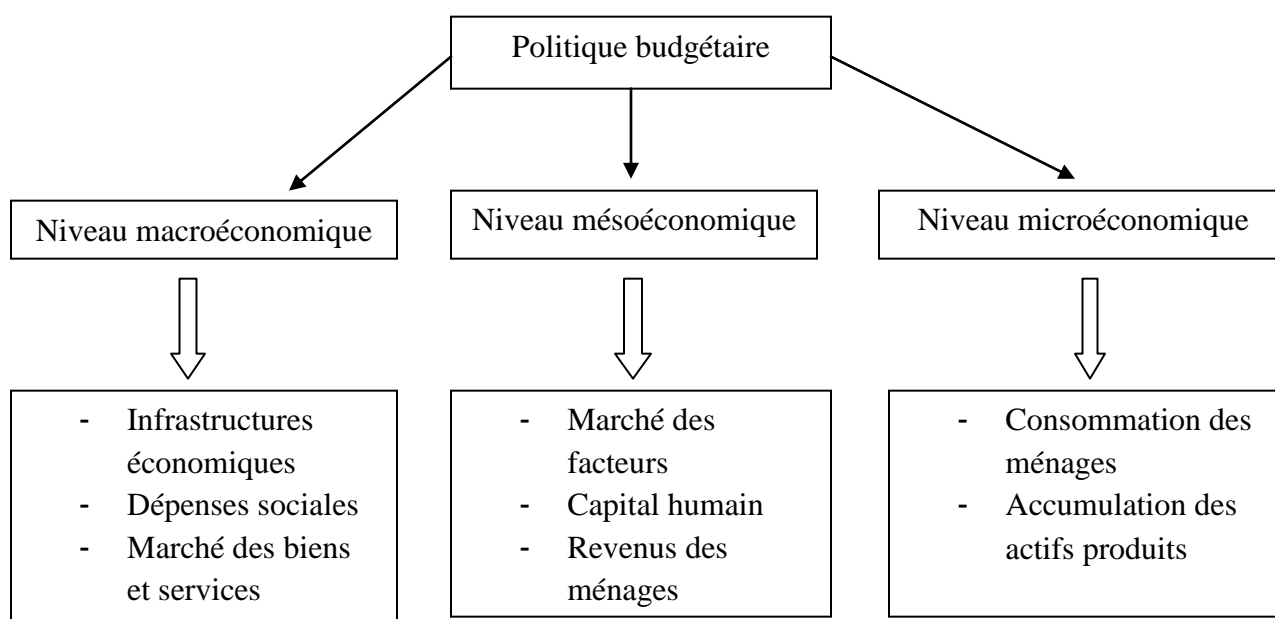 Politique budgétaire
Niveau macroéconomique
Niveau mésoéconomique
Niveau microéconomique
- Infrastructures
économiques
- Dépenses sociales
- Marché des biens
et services
- Marché des
facteurs
- Capital humain
- Revenus des
ménages
- Consommation des
ménages
- Accumulation des
actifs produits